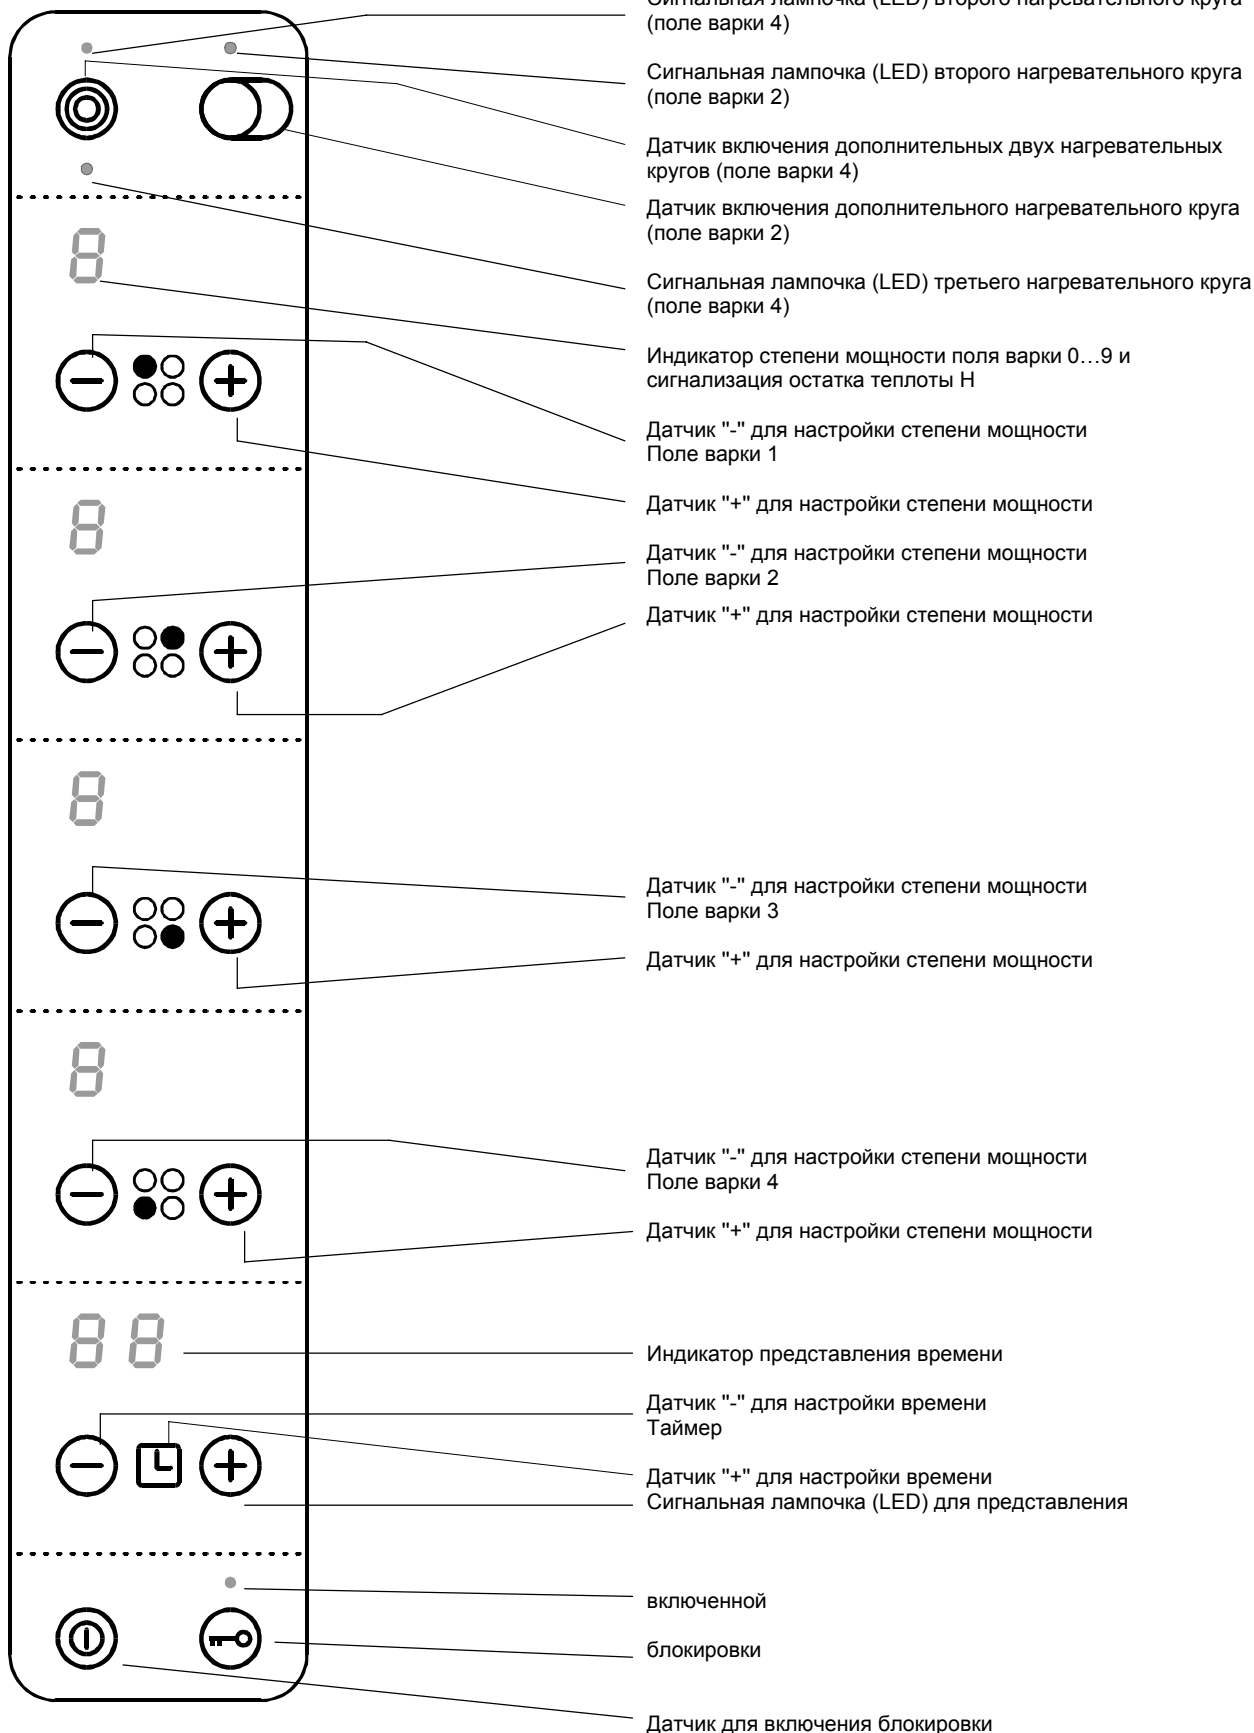 Сигнальная лампочка (LED) второго нагревательного круга
(поле варки 4)
Сигнальная лампочка (LED) второго нагревательного круга
(поле варки 2)
Датчик включения дополнительных двух нагревательных
кругов (поле варки 4)
Датчик включения дополнительного нагревательного круга
(поле варки 2)
Сигнальная лампочка (LED) третьего нагревательного круга
(поле варки 4)
Индикатор степени мощности поля варки 0…9 и
сигнализация остатка теплоты H
Датчик "-" для настройки степени мощности
Поле варки 1
Датчик "+" для настройки степени мощности
Датчик "-" для настройки степени мощности
Поле варки 2
Датчик "+" для настройки степени мощности
Датчик "-" для настройки степени мощности
Поле варки 3
Датчик "+" для настройки степени мощности
Датчик "-" для настройки степени мощности
Поле варки 4
Датчик "+" для настройки степени мощности
Индикатор представления времени
Датчик "-" для настройки времени
Таймер
Датчик "+" для настройки времени
Сигнальная лампочка (LED) для представления
включенной
блокировки
Датчик для включения блокировки